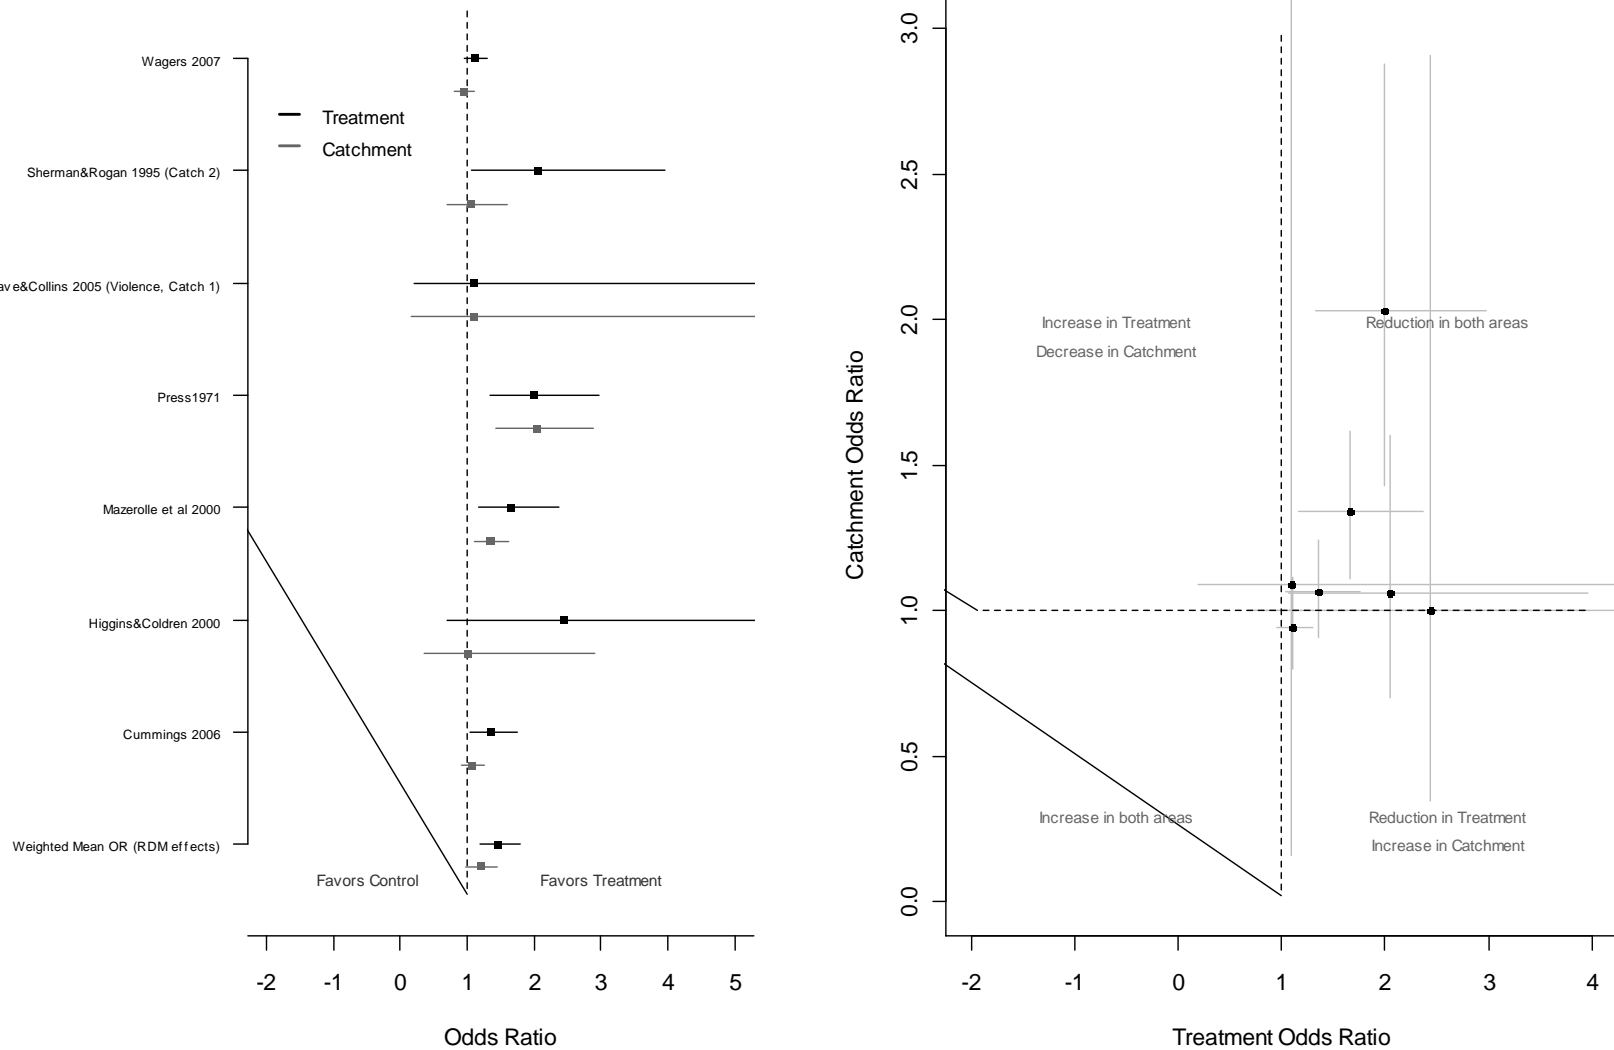 Wagers 2007
Treatment
Catchment
Sherman&Rogan 1995 (Catch 2)
ave&Collins 2005 (Violence, Catch 1)
Press1971
Mazerolle et al 2000
Higgins&Coldren 2000
Cummings 2006
Weighted Mean OR (RDM effects)
Favors Control
Favors Treatment
-2 -1 0 1 2 3 4 5
Odds Ratio
3.0
2.5
2.0
1.5
1.0
0.5
0.0
Catchment Odds Ratio
Increase in Treatment
Decrease in Catchment
Reduction in both areas
Increase in both areas
Reduction in Treatment
Increase in Catchment
-2 -1 0 1 2 3 4
Treatment Odds Ratio